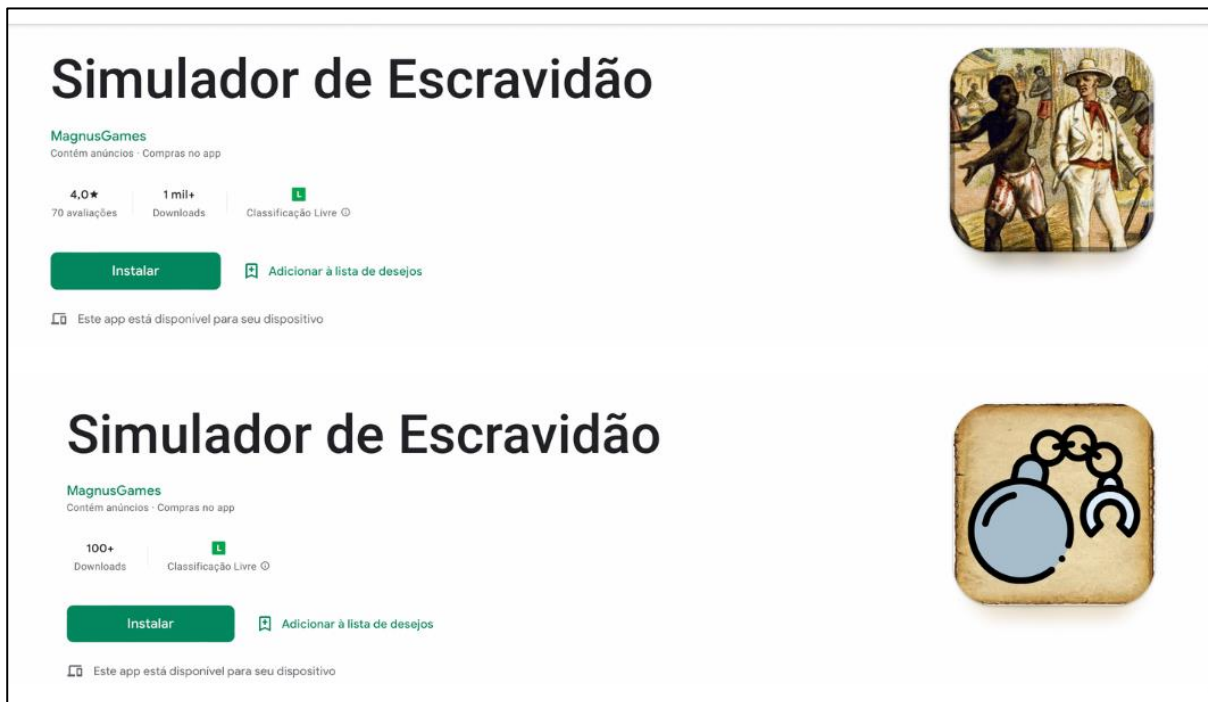 Simulador de Escravidão
MagnusGames
Contém anúncios · Compras no app
4,0★ 1 mil+ L
70 avaliações Downloads Classificação Livre
Instalar Adicionar à lista de desejos
Este app está disponível para seu dispositivo
Simulador de Escravidão
MagnusGames
Contém anúncios · Compras no app
100+ L
Downloads Classificação Livre
Instalar Adicionar à lista de desejos
Este app está disponível para seu dispositivo